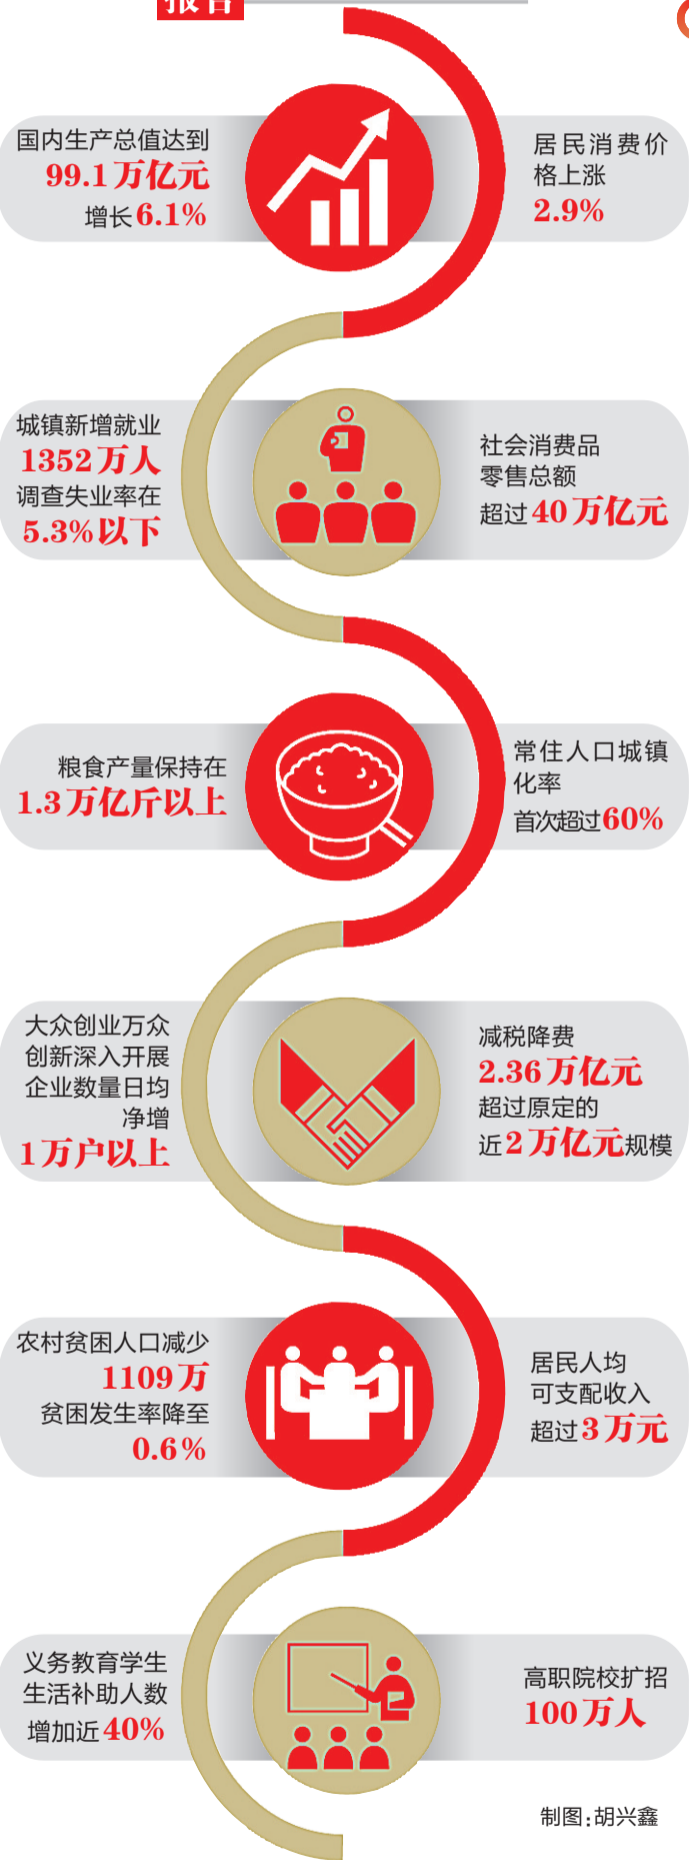 报告
国内生产总值达到
99.1万亿元
增长6.1%
居民消费价
格上涨
2.9%
城镇新增就业
1352万人
调查失业率在
5.3%以下
社会消费品
零售总额
超过40万亿元
粮食产量保持在
1.3万亿斤以上
常住人口城镇
化率
首次超过60%
大众创业万众
创新深入开展
企业数量日均
净增
1万户以上
减税降费
2.36万亿元
超过原定的
近2万亿元规模
农村贫困人口减少
1109万
贫困发生率降至
0.6%
居民人均
可支配收入
超过3万元
义务教育学生
生活补助人数
增加近40%
高职院校扩招
100万人
制图:胡兴鑫